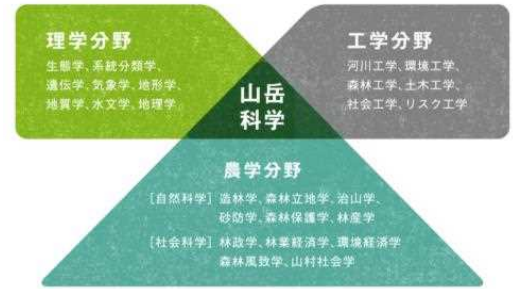 理学分野
生態学、系統分類学、
遺伝学、気象学、地形学、
地質学、水文学、地理学
工学分野
河川工学、環境工学、
森林工学、土木工学、
社会工学、リスク工学
山岳
科学
農学分野
[自然科学] 造林学、森林立地学、治山学、
砂防学、森林保護学、林産学
[社会科学] 林政学、林業経済学、環境経済学
森林風致学、山村社会学